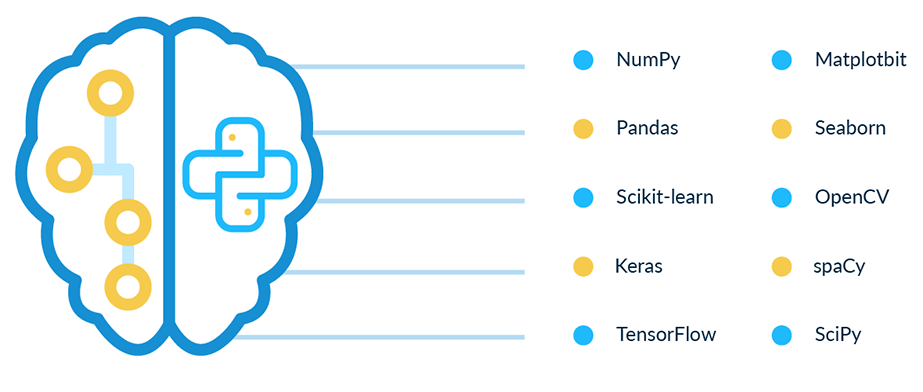 NumPy
Matplotbit
Pandas
Seaborn
Scikit-learn
OpenCV
Keras
spaCy
TensorFlow
SciPy